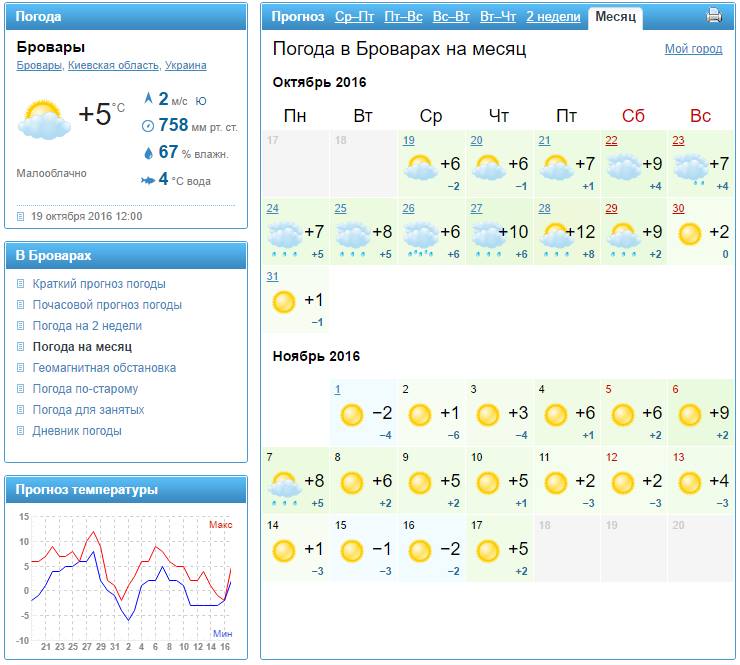 Погода
Бровары
Бровары, Киевская область, Украина
+5 °C
2 м/с Ю
758 мм рт. ст.
67 % влажн.
4 °C вода
Малооблачно
19 октября 2016 12:00
В Броварах
Краткий прогноз погоды
Почасовой прогноз погоды
Погода на 2 недели
Погода на месяц
Геомагнитная обстановка
Погода по-старому
Погода для занятых
Дневник погоды
Прогноз температуры
15
10
5
0
-5
-10
Макс
Мин
21 23 25 27 29 31 2 4 6 8 10 12 14 16
Прогноз Ср–Пт Пт–Вс Вс–Вт Вт–Чт 2 недели Месяц
Погода в Броварах на месяц Мой город
Октябрь 2016
Пн Вт Ср Чт Пт Сб Вс
17 18 19 20 21 22 23
+6 +6 +7 +9 +7
−2 −1 +1 +4 +4
24 25 26 27 28 29 30
+7 +8 +6 +10 +12 +9 +2
+5 +5 +6 +6 +8 +2 0
31
+1
−1
Ноябрь 2016
1 2 3 4 5 6
−2 +1 +3 +6 +6 +9
−4 −6 −4 +1 +2 +2
7 8 9 10 11 12 13
+8 +6 +5 +5 +2 +2 +4
+5 +2 +2 +1 −3 −3 −3
14 15 16 17 18 19 20
+1 −1 −2 +5
−3 −3 −2 +2